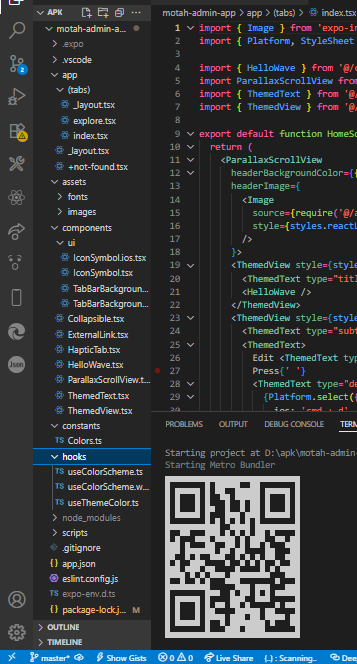 APK
motah-admin-a...
.expo
.vscode
app
(tabs)
_layout.tsx
explore.tsx
index.tsx
_layout.tsx
+not-found.tsx
assets
fonts
images
components
ui
IconSymbol.ios.tsx
IconSymbol.tsx
TabBarBackgroun...
TabBarBackgroun...
Collapsible.tsx
ExternalLink.tsx
HapticTab.tsx
HelloWave.tsx
ParallaxScrollView.t...
ThemedText.tsx
ThemedView.tsx
constants
TS Colors.ts
hooks
TS useColorScheme.ts
TS useColorScheme.w...
TS useThemeColor.ts
node_modules
scripts
.gitignore
{} app.json
eslint.config.js
TS expo-env.d.ts
{} package-lock.j... M
OUTLINE
TIMELINE
2
Json
motah-admin-app > app > (tabs) > index.tsx
1 import { Image } from 'expo-i
2 import { Platform, StyleSheet
3
4 import { HelloWave } from '@/c
5 import ParallaxScrollView from
6 import { ThemedText } from '@/
7 import { ThemedView } from '@/
8
9 export default function HomeSc
10 return (
11 <ParallaxScrollView
12 headerBackgroundColor={{
13 headerImage={
14 <Image
15 source={require('@/a
16 style={styles.reactL
17 />
18 }>
19 <ThemedView style={style
20 <ThemedText type="titl
21 <HelloWave />
22 </ThemedView>
23 <ThemedView style={style
24 <ThemedText type="subt
25 <ThemedText>
26 Edit <ThemedText typ
27 Press{' '}
28 <ThemedText type="de
29 {Platform.select({
30 ios: 'cmd + d',
PROBLEMS OUTPUT DEBUG CONSOLE TERM
Starting project at D:\apk\motah-admin-
Starting Metro Bundler
motah* Show Gists 0 0 Live Share {..} : Scanning.. Dee